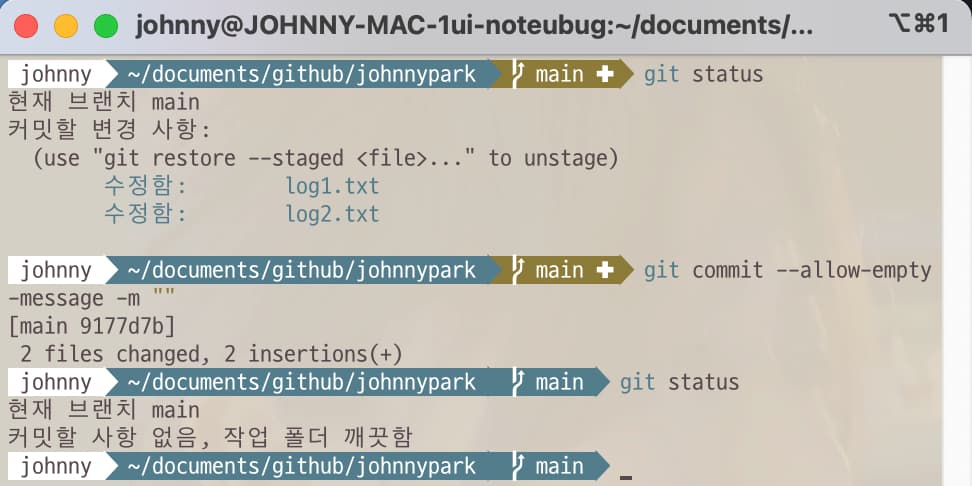 johnny@JOHNNY-MAC-1ui-noteubug:~/documents/... ⌥⌘1
johnny ~/documents/github/johnnypark main ✚ git status
현재 브랜치 main
커밋할 변경 사항:
(use "git restore --staged <file>..." to unstage)
수정함: log1.txt
수정함: log2.txt
johnny ~/documents/github/johnnypark main ✚ git commit --allow-empty
-message -m ""
[main 9177d7b]
2 files changed, 2 insertions(+)
johnny ~/documents/github/johnnypark main git status
현재 브랜치 main
커밋할 사항 없음, 작업 폴더 깨끗함
johnny ~/documents/github/johnnypark main